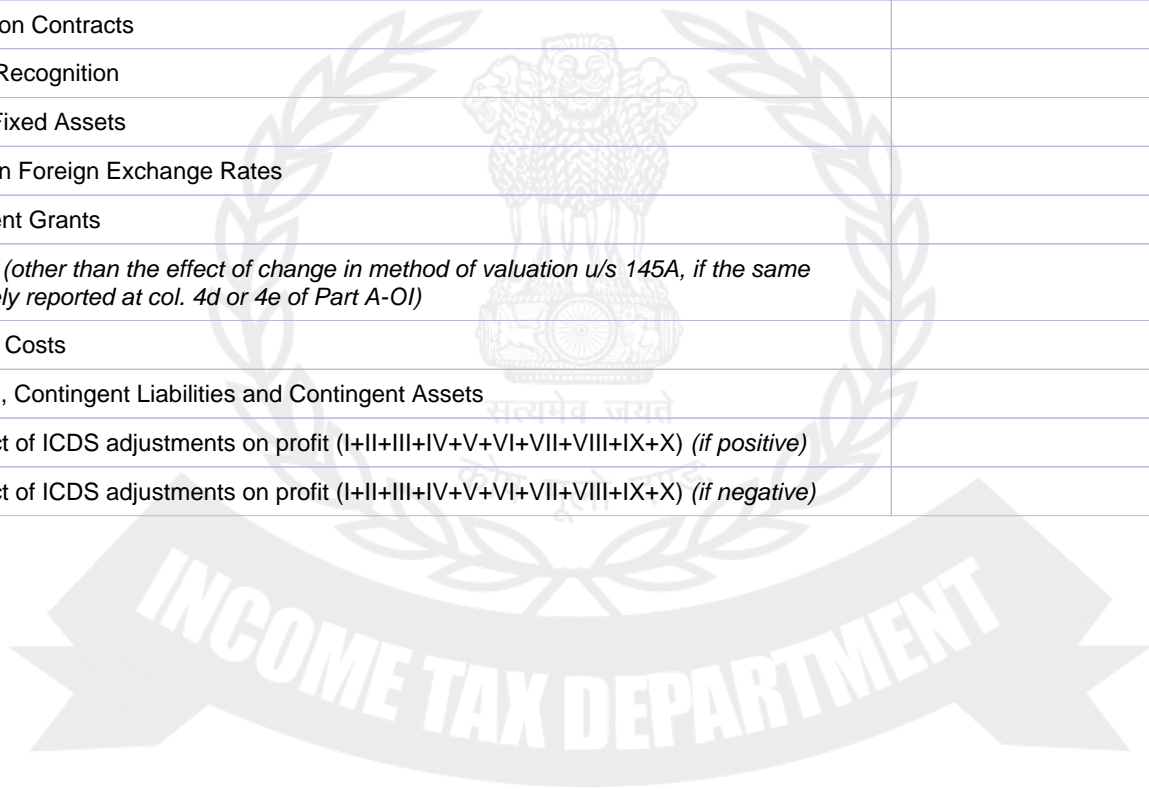 on Contracts
Recognition
Fixed Assets
n Foreign Exchange Rates
ent Grants
(other than the effect of change in method of valuation u/s 145A, if the same
ely reported at col. 4d or 4e of Part A-OI)
Costs
, Contingent Liabilities and Contingent Assets
ct of ICDS adjustments on profit (I+II+III+IV+V+VI+VII+VIII+IX+X) (if positive)
ct of ICDS adjustments on profit (I+II+III+IV+V+VI+VII+VIII+IX+X) (if negative)
सत्यमेव जयते
INCOME TAX DEPARTMENT